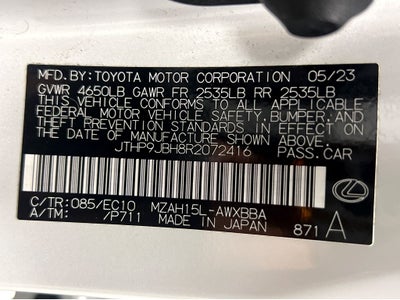 MFD.BY:TOYOTA MOTOR CORPORATION 05/23
GVWR 4650LB GAWR FR 2535LB RR 2535LB
THIS VEHICLE CONFORMS TO ALL APPLICABLE
FEDERAL MOTOR VEHICLE SAFETY,BUMPER,AND
THEFT PREVENTION STANDARDS IN EFFECT ON
THE DATE OF MANUFACTURE SHOWN ABOVE.
JTHP9JBH8R2072416 PASS.CAR
C/TR:085/EC10 MZAH15L-AWXBBA
A/TM: /P711 MADE IN JAPAN 871 A